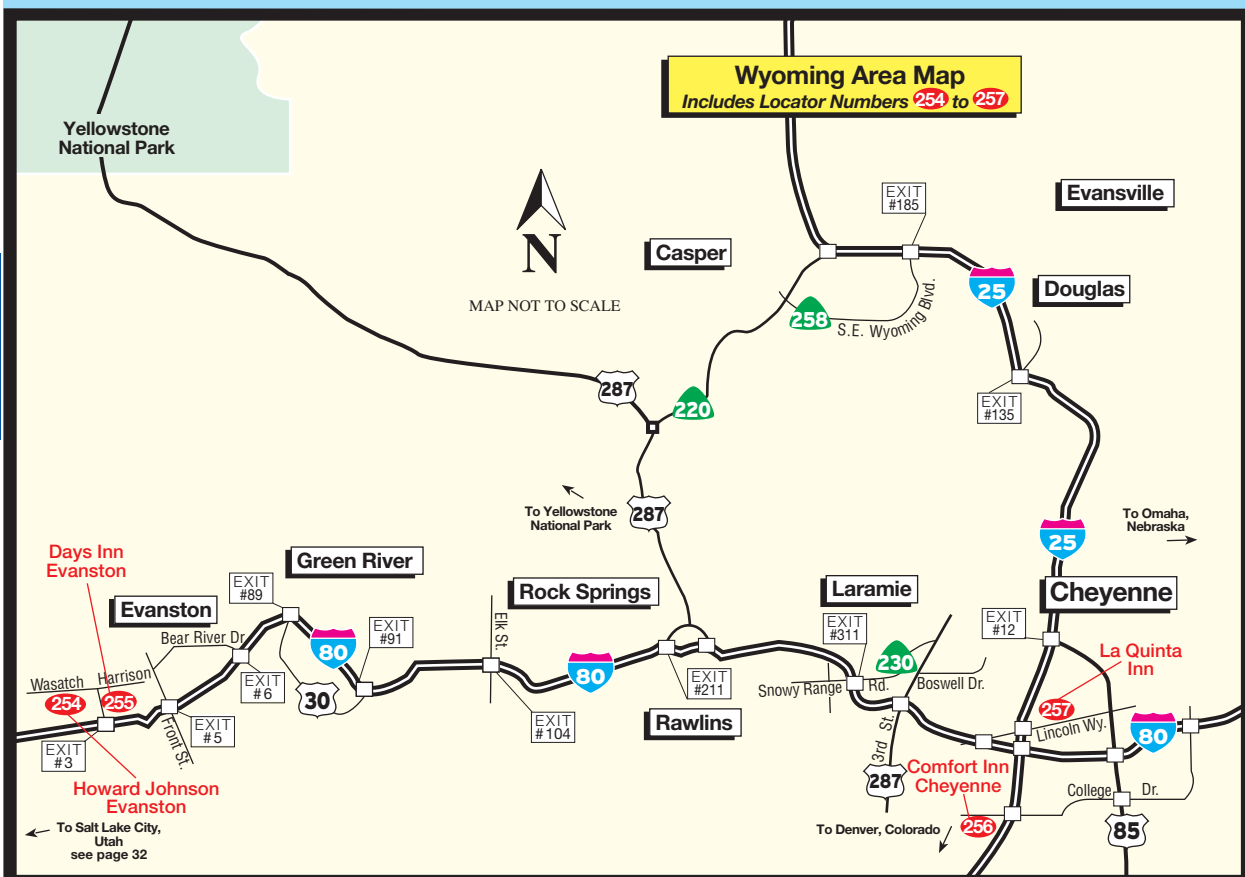 Wyoming Area Map
Includes Locator Numbers 254 to 257
Yellowstone
National Park
N
MAP NOT TO SCALE
Casper
EXIT
#185
Evansville
25
Douglas
258
S.E. Wyoming Blvd.
287
220
EXIT
#135
To Yellowstone
National Park
287
To Omaha,
Nebraska
25
Days Inn
Evanston
Green River
EXIT
#89
Evanston
Bear River Dr.
80
EXIT
#91
Rock Springs
Elk St.
80
Laramie
EXIT
#311
230
Cheyenne
EXIT
#12
La Quinta
Inn
Wasatch
Harrison
254
255
EXIT
#6
30
EXIT
#3
Front St.
EXIT
#5
EXIT
#104
EXIT
#211
Rawlins
Snowy Range Rd.
Boswell Dr.
257
Lincoln Wy.
80
3rd St.
287
Howard Johnson
Evanston
Comfort Inn
Cheyenne
College Dr.
256
85
To Salt Lake City,
Utah
see page 32
To Denver, Colorado